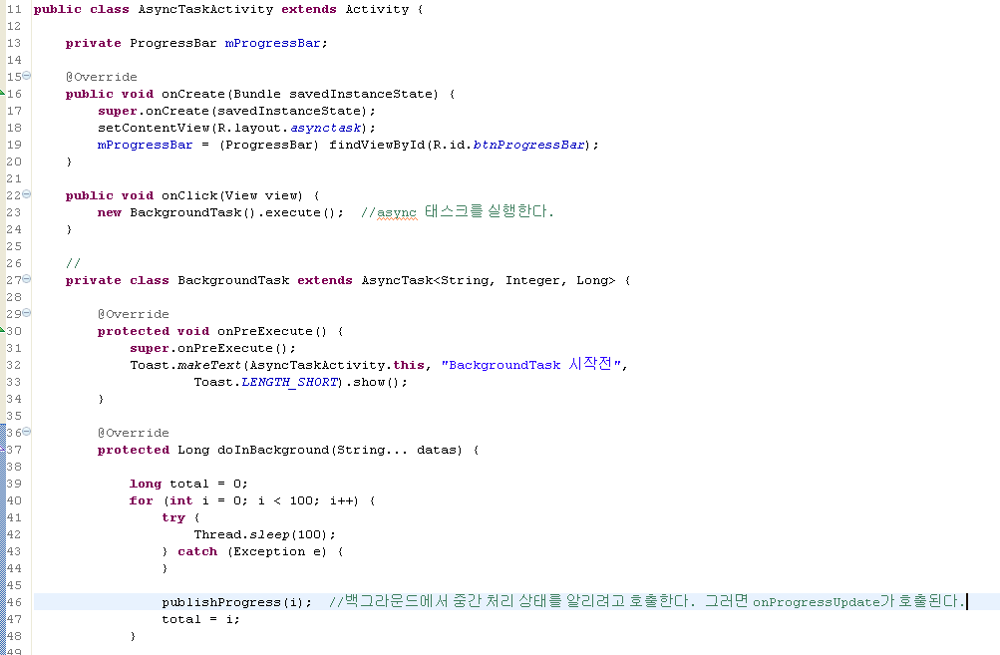 11 public class AsyncTaskActivity extends Activity {
12
13     private ProgressBar mProgressBar;
14
15     @Override
16     public void onCreate(Bundle savedInstanceState) {
17         super.onCreate(savedInstanceState);
18         setContentView(R.layout.asynctask);
19         mProgressBar = (ProgressBar) findViewById(R.id.btnProgressBar);
20     }
21
22     public void onClick(View view) {
23         new BackgroundTask().execute();  //async 태스크를 실행한다.
24     }
25
26     //
27     private class BackgroundTask extends AsyncTask<String, Integer, Long> {
28
29         @Override
30         protected void onPreExecute() {
31             super.onPreExecute();
32             Toast.makeText(AsyncTaskActivity.this, "BackgroundTask 시작전",
33                     Toast.LENGTH_SHORT).show();
34         }
35
36         @Override
37         protected Long doInBackground(String... datas) {
38
39             long total = 0;
40             for (int i = 0; i < 100; i++) {
41                 try {
42                     Thread.sleep(100);
43                 } catch (Exception e) {
44                 }
45
46                 publishProgress(i);  //백그라운드에서 중간 처리 상태를 알리려고 호출한다. 그러면 onProgressUpdate가 호출된다.
47                 total = i;
48             }
49